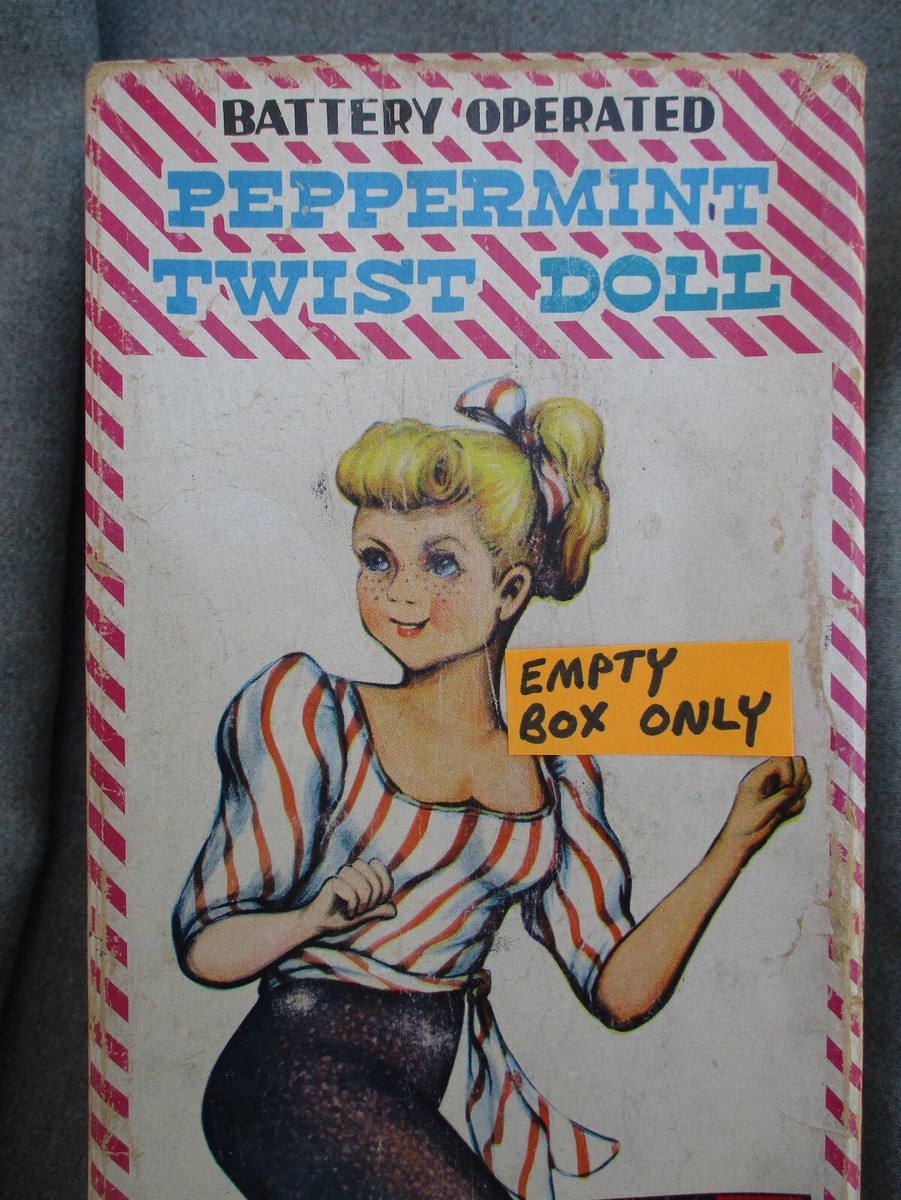 BATTERY OPERATED
PEPPERMINT
TWIST DOLL
EMPTY
BOX ONLY